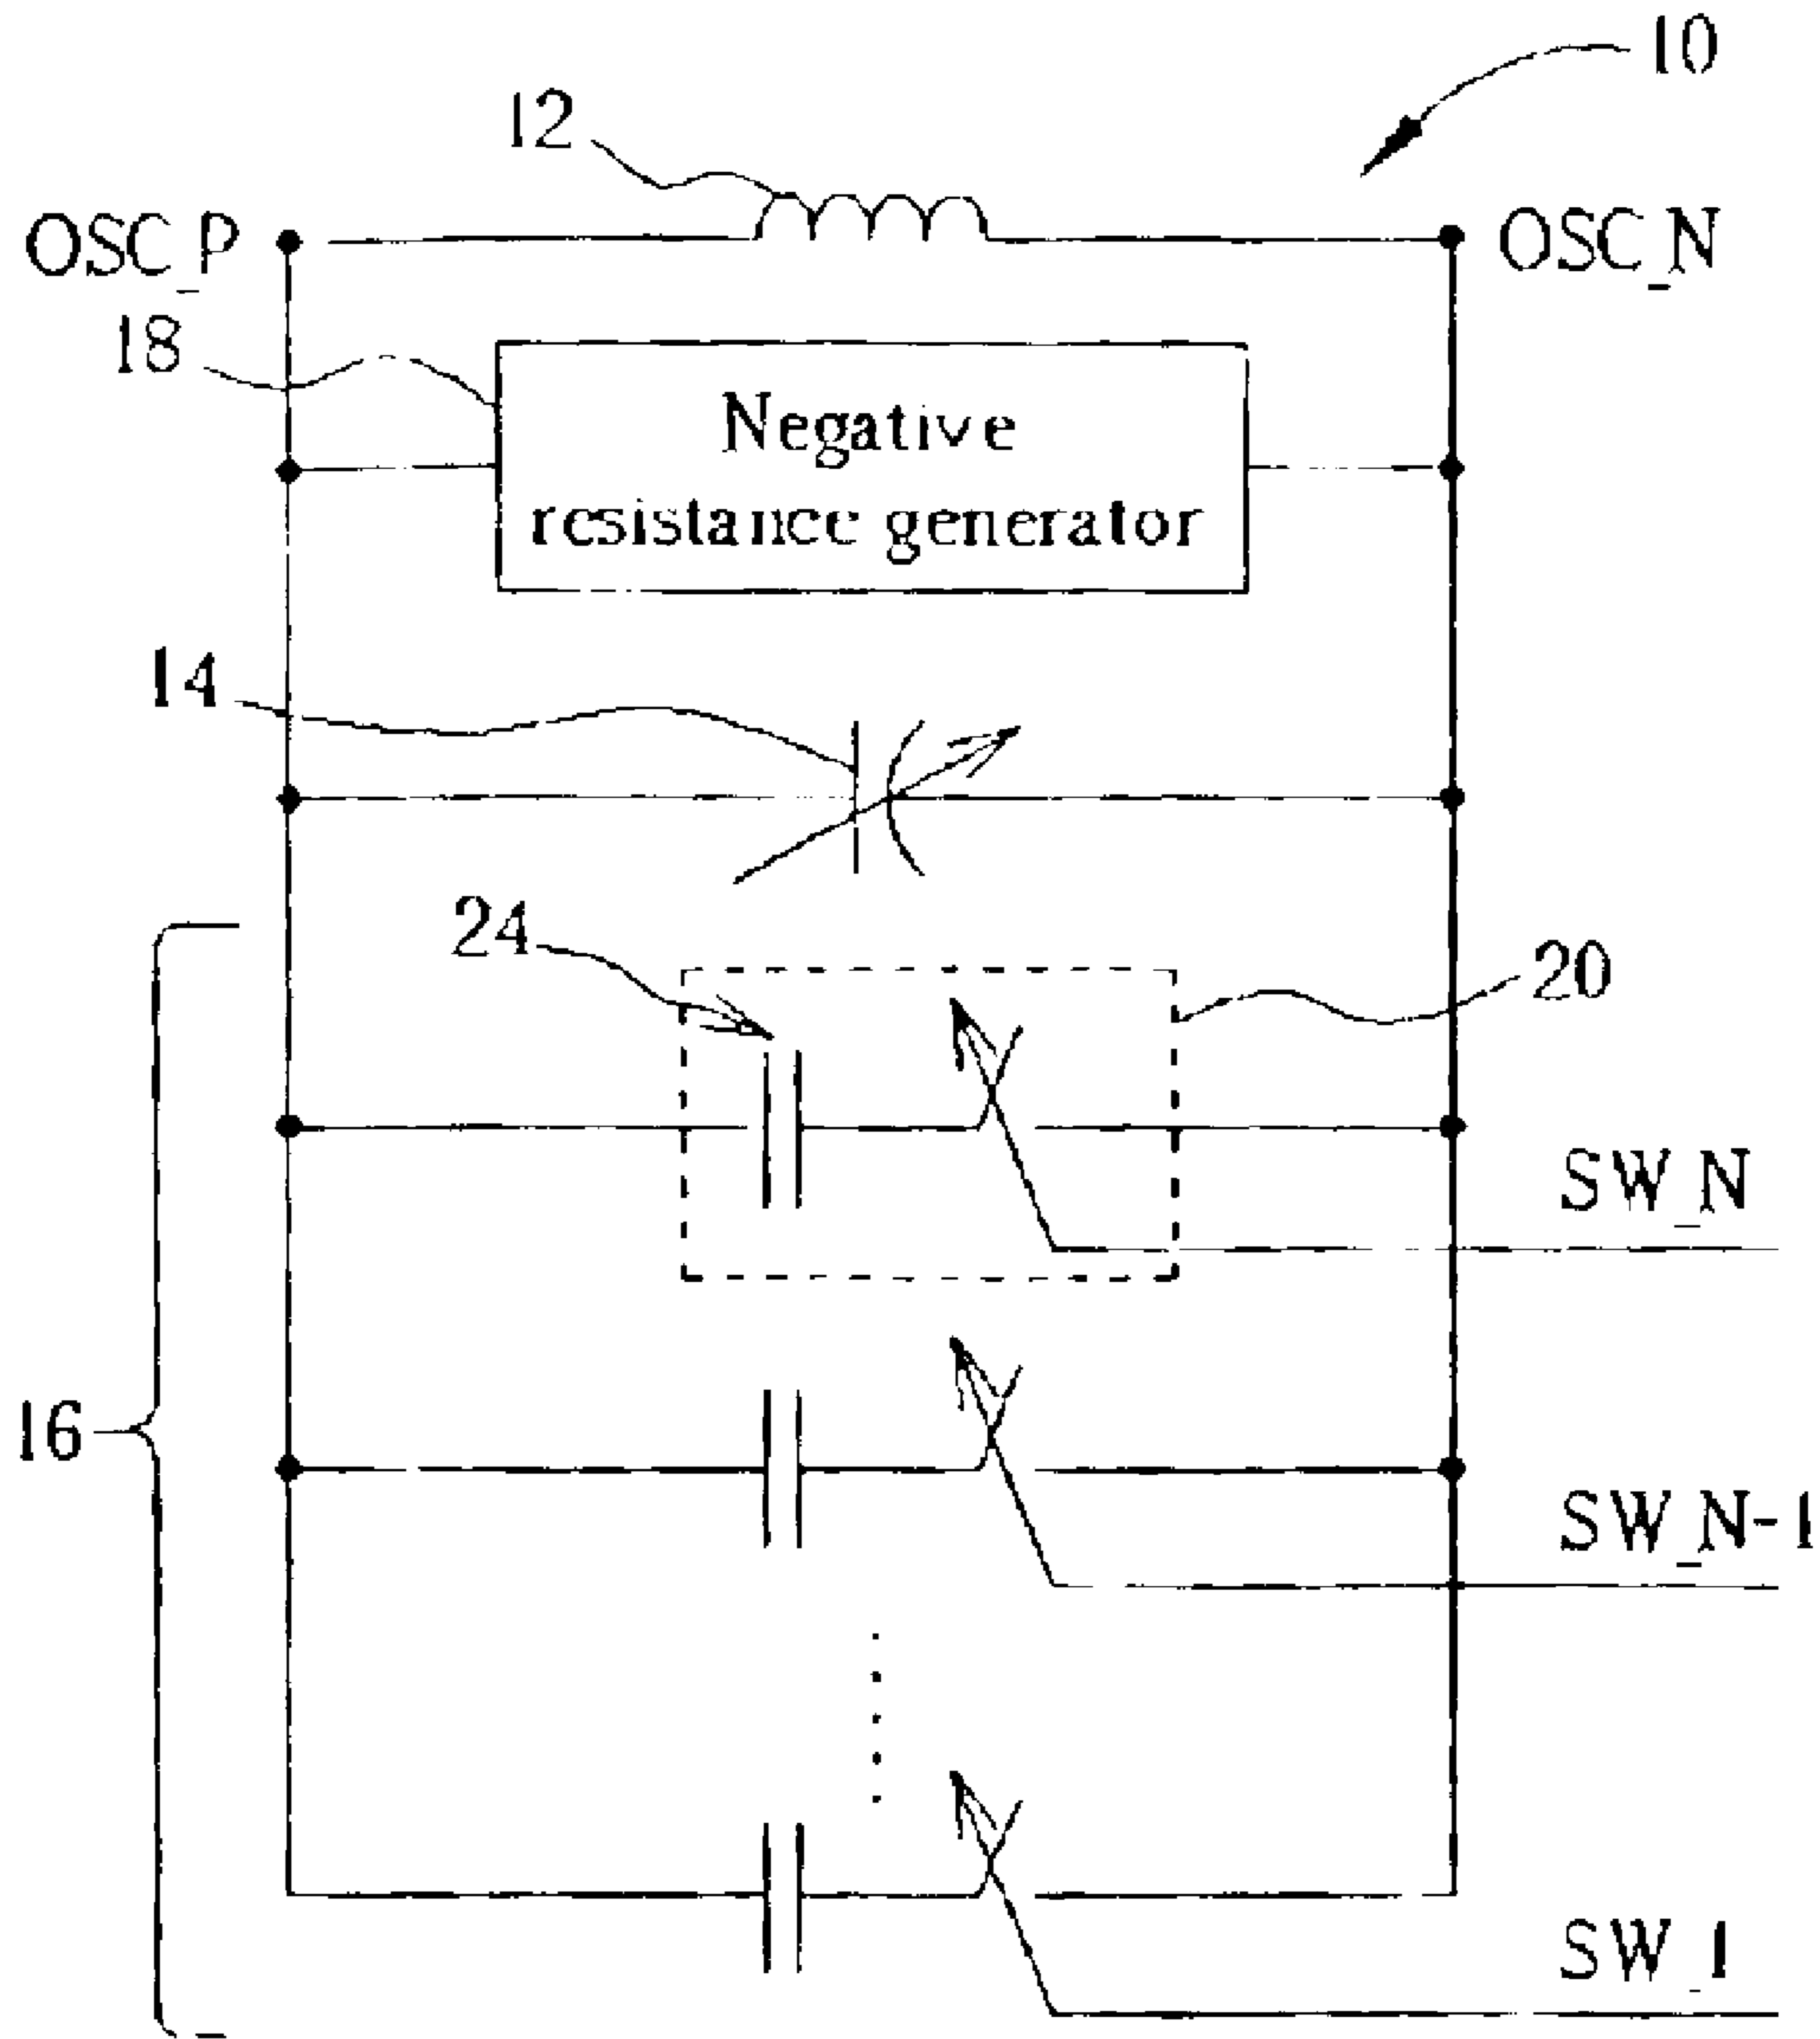 10
12
OSC_P
OSC_N
18
Negative
resistance generator
14
24
20
SW_N
16
SW_N-1
SW_1